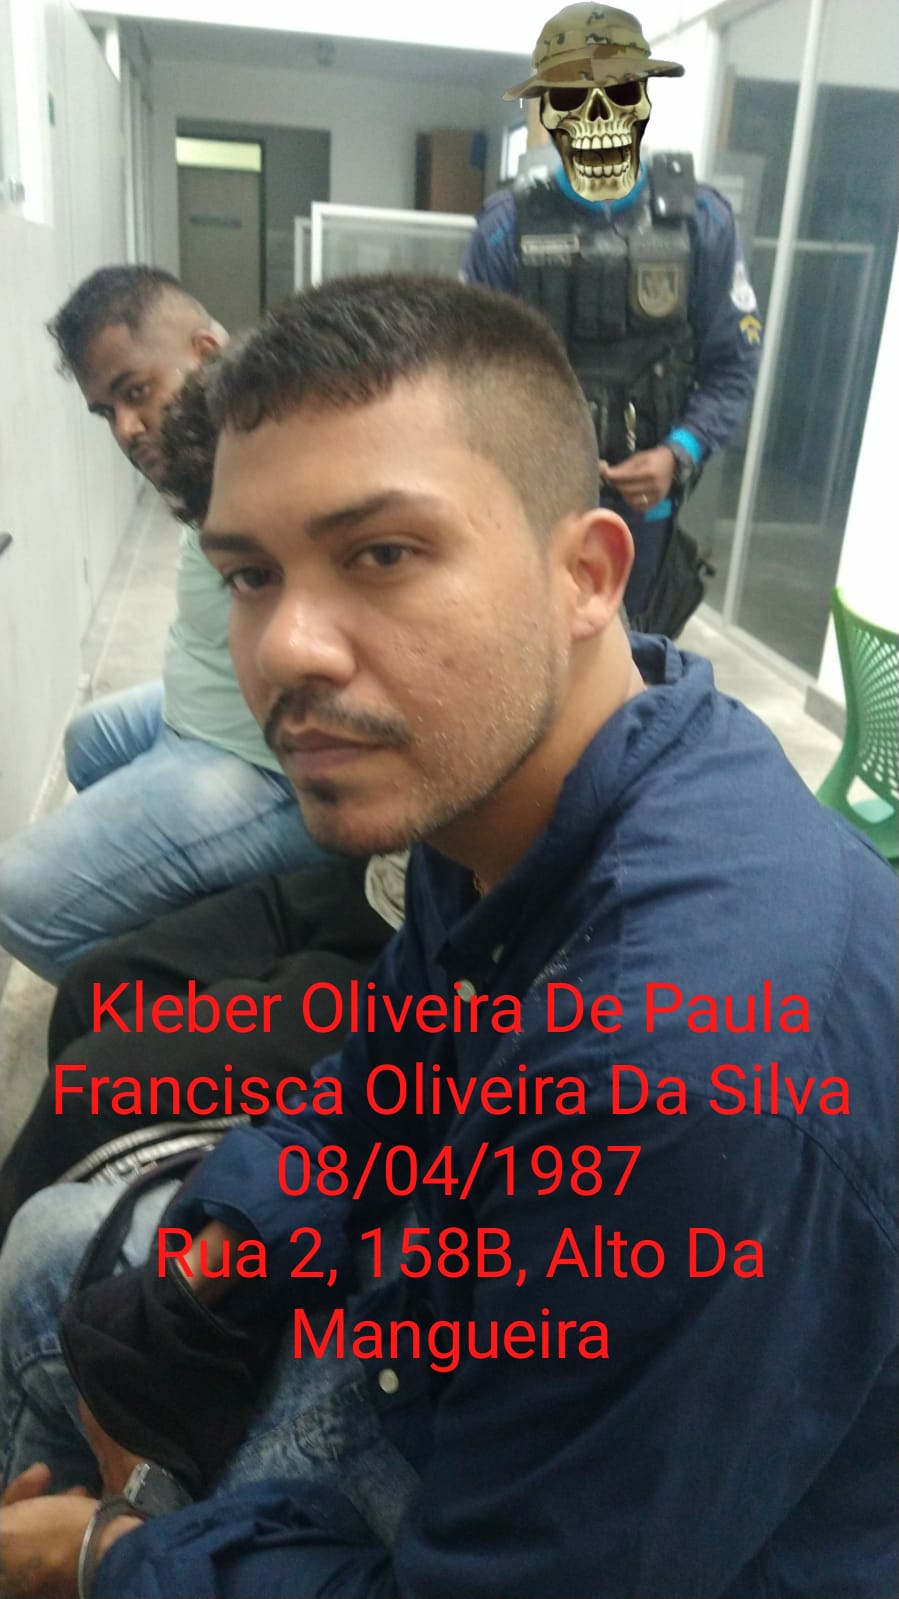 Kleber Oliveira De Paula
Francisca Oliveira Da Silva
08/04/1987
Rua 2, 158B, Alto Da
Mangueira